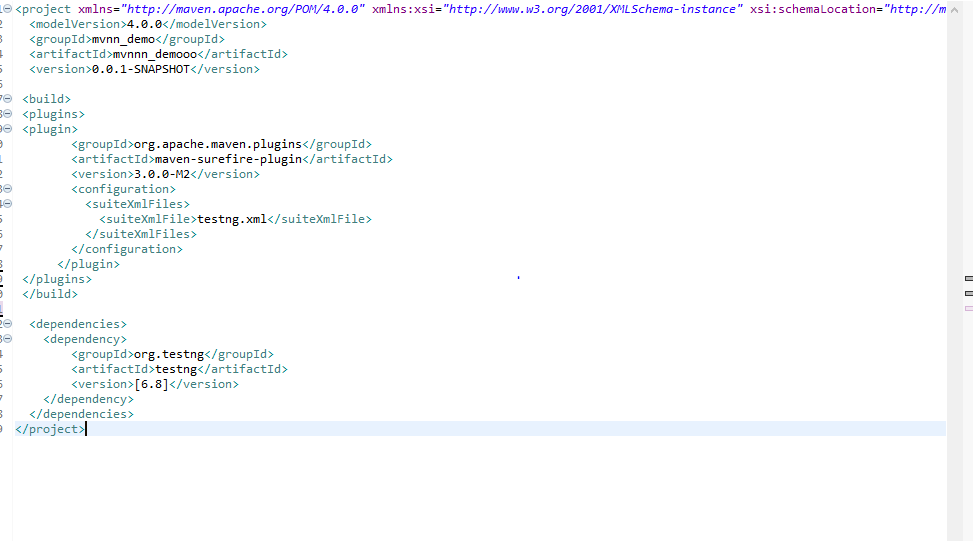 <project xmlns="http://maven.apache.org/POM/4.0.0" xmlns:xsi="http://www.w3.org/2001/XMLSchema-instance" xsi:schemaLocation="http://m
<modelVersion>4.0.0</modelVersion>
<groupId>mvnn_demo</groupId>
<artifactId>mvnnn_demooo</artifactId>
<version>0.0.1-SNAPSHOT</version>
<build>
<plugins>
<plugin>
<groupId>org.apache.maven.plugins</groupId>
<artifactId>maven-surefire-plugin</artifactId>
<version>3.0.0-M2</version>
<configuration>
<suiteXmlFiles>
<suiteXmlFile>testng.xml</suiteXmlFile>
</suiteXmlFiles>
</configuration>
</plugin>
</plugins>
</build>
<dependencies>
<dependency>
<groupId>org.testng</groupId>
<artifactId>testng</artifactId>
<version>[6.8]</version>
</dependency>
</dependencies>
</project>